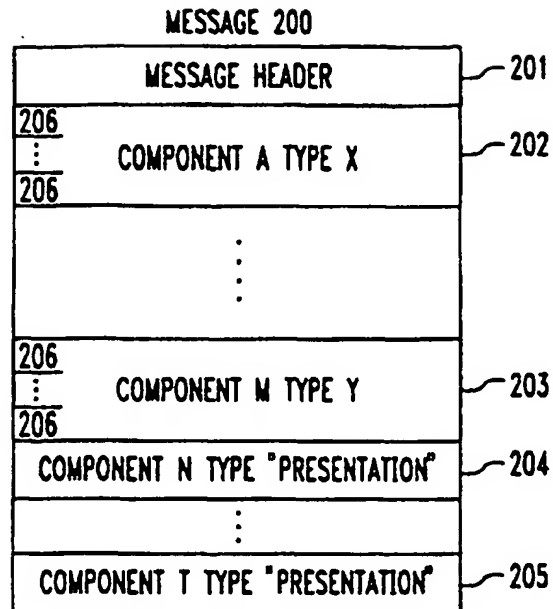 MESSAGE 200
MESSAGE HEADER 201
206
COMPONENT A TYPE X 202
206
206
COMPONENT M TYPE Y 203
206
COMPONENT N TYPE "PRESENTATION" 204
COMPONENT T TYPE "PRESENTATION" 205